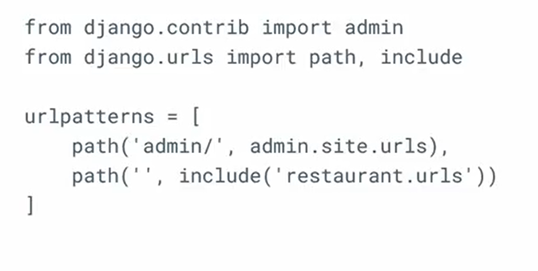 from django.contrib import admin
from django.urls import path, include
urlpatterns = [
    path('admin/', admin.site.urls),
    path('', include('restaurant.urls'))
]